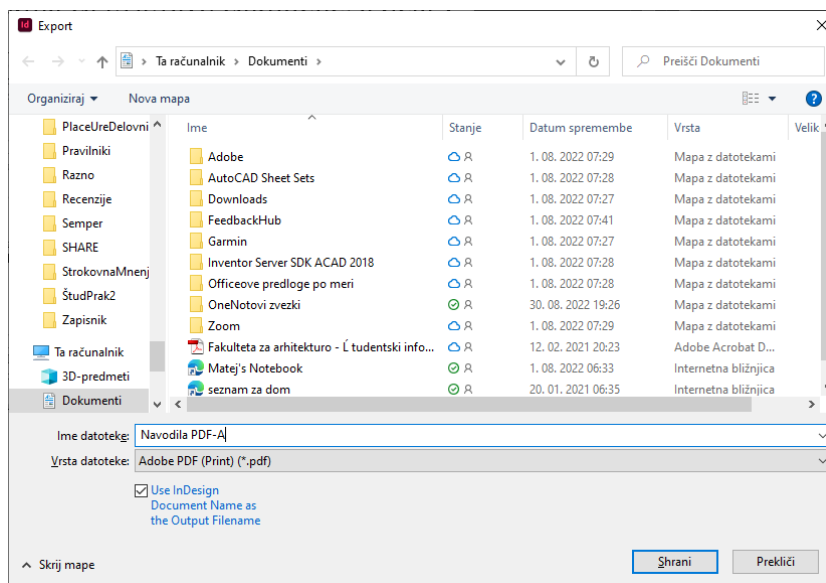 Id Export
Ta računalnik > Dokumenti >
Preišči Dokumenti
Organiziraj Nova mapa
PlaceUreDelovni
Pravilniki
Razno
Recenzije
Semper
SHARE
StrokovnaMnenj
ŠtudPrak2
Zapisnik
Ta računalnik
3D-predmeti
Dokumenti
Ime Stanje Datum spremembe Vrsta Velik
Adobe 1. 08. 2022 07:29 Mapa z datotekami
AutoCAD Sheet Sets 1. 08. 2022 07:28 Mapa z datotekami
Downloads 1. 08. 2022 07:27 Mapa z datotekami
FeedbackHub 1. 08. 2022 07:41 Mapa z datotekami
Garmin 1. 08. 2022 07:27 Mapa z datotekami
Inventor Server SDK ACAD 2018 1. 08. 2022 07:28 Mapa z datotekami
Officeove predloge po meri 1. 08. 2022 07:28 Mapa z datotekami
OneNotovi zvezki 30. 08. 2022 19:26 Mapa z datotekami
Zoom 1. 08. 2022 07:29 Mapa z datotekami
Fakulteta za arhitekturo - Ĺ tudentski info... 12. 02. 2021 20:23 Adobe Acrobat D...
Matej's Notebook 1. 08. 2022 06:33 Internetna bližnjica
seznam za dom 20. 01. 2021 06:35 Internetna bližnjica
Ime datoteke: Navodila PDF-A
Vrsta datoteke: Adobe PDF (Print) (*.pdf)
Use InDesign
Document Name as
the Output Filename
Skrij mape
Shrani Prekliči